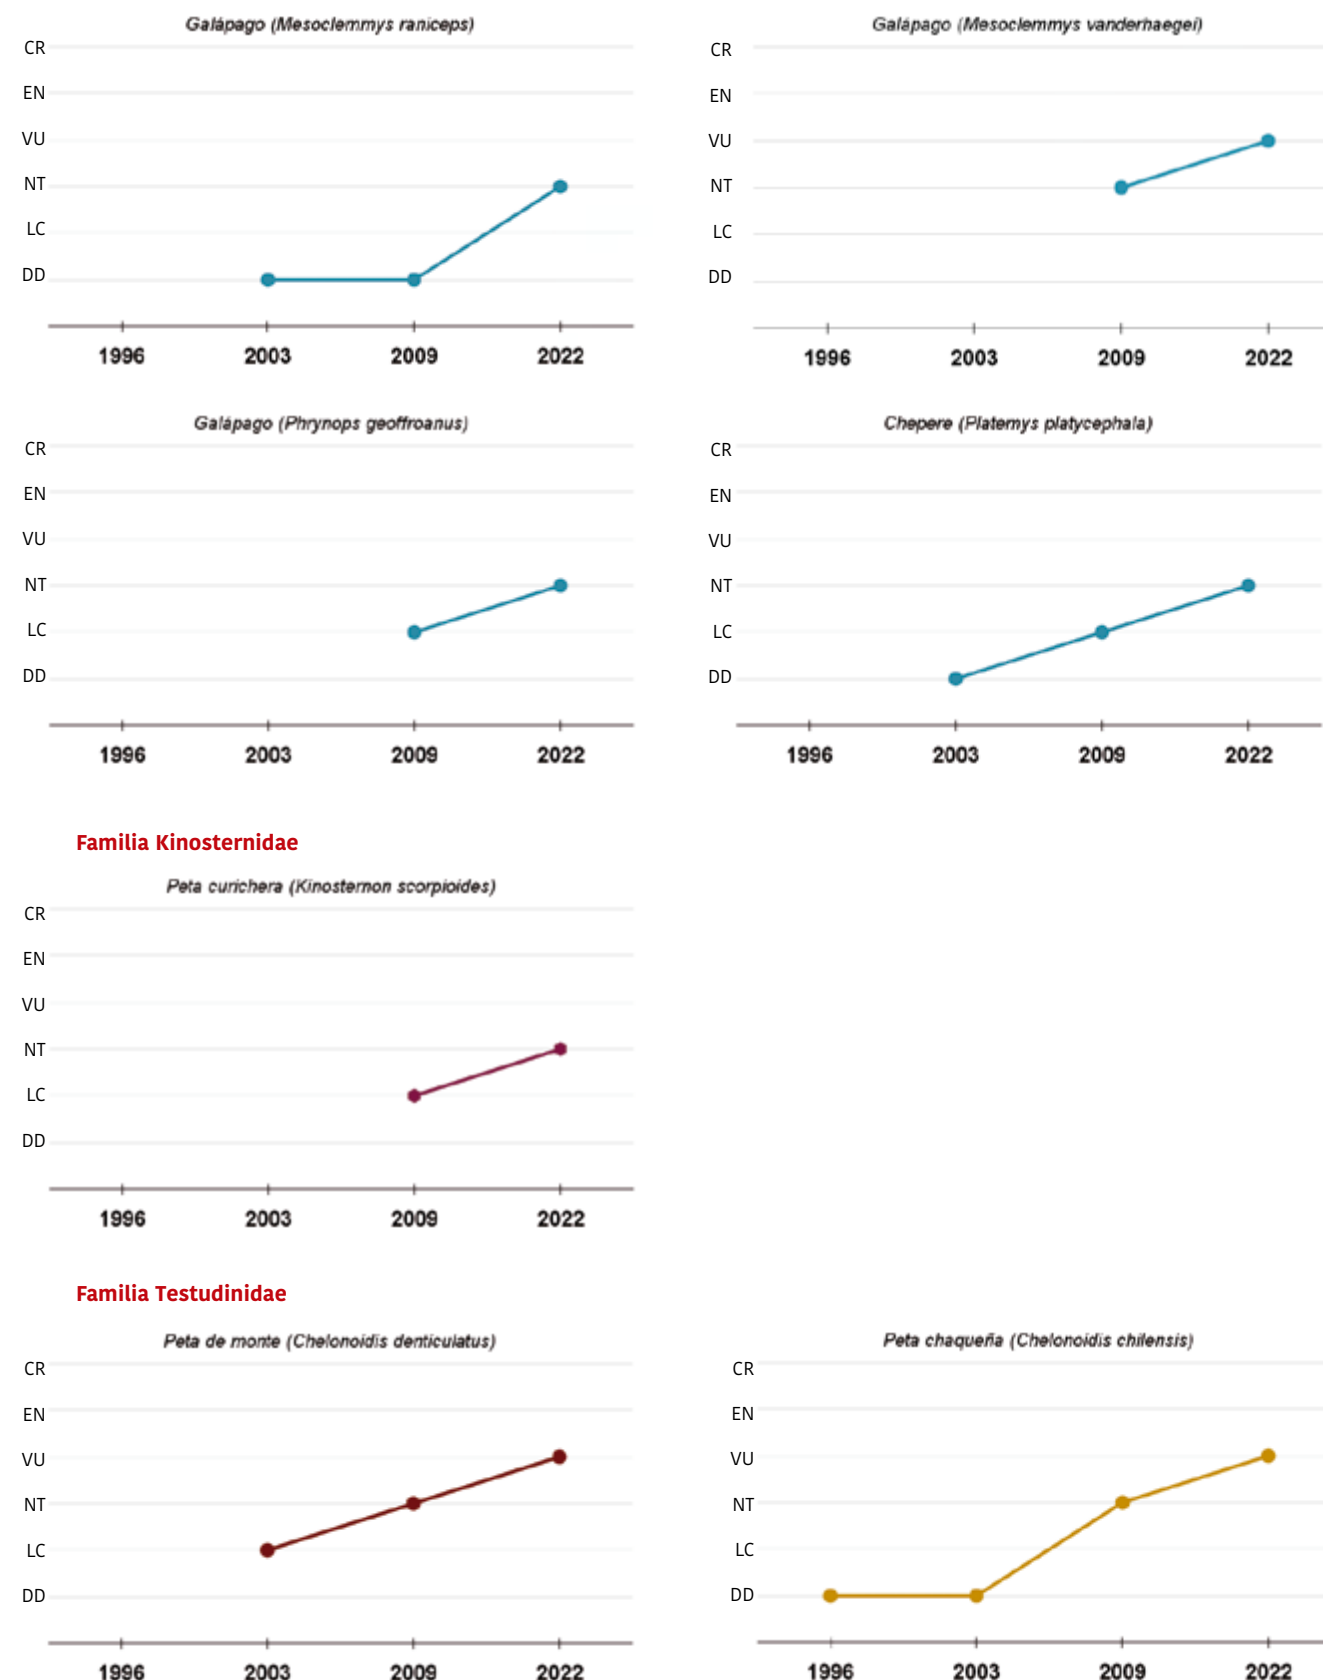 Galápago (Mesoclemmys raniceps)
CR
EN
VU
NT
LC
DD
1996 2003 2009 2022
Galápago (Mesoclemmys vanderhaegei)
CR
EN
VU
NT
LC
DD
1996 2003 2009 2022
Galápago (Phrynops geoffroanus)
CR
EN
VU
NT
LC
DD
1996 2003 2009 2022
Chepere (Platemys platycephala)
CR
EN
VU
NT
LC
DD
1996 2003 2009 2022
Familia Kinosternidae
Peta curichera (Kinosternon scorpioides)
CR
EN
VU
NT
LC
DD
1996 2003 2009 2022
Familia Testudinidae
Peta de monte (Chelonoidis denticulatus)
CR
EN
VU
NT
LC
DD
1996 2003 2009 2022
Peta chaqueña (Chelonoidis chilensis)
CR
EN
VU
NT
LC
DD
1996 2003 2009 2022